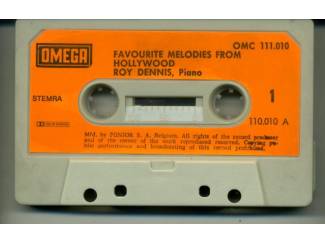 OMEGA
FAVOURITE MELODIES FROM
HOLLYWOOD
ROY DENNIS, Piano
OMC 111.010
STEMRA
1
110.010 A
Mfd. by FONIOR S. A. Belgium. All rights of the record producer
and of the owner of the work reproduced reserved. Copying pu-
blic performance and broadcasting of this record prohibited.